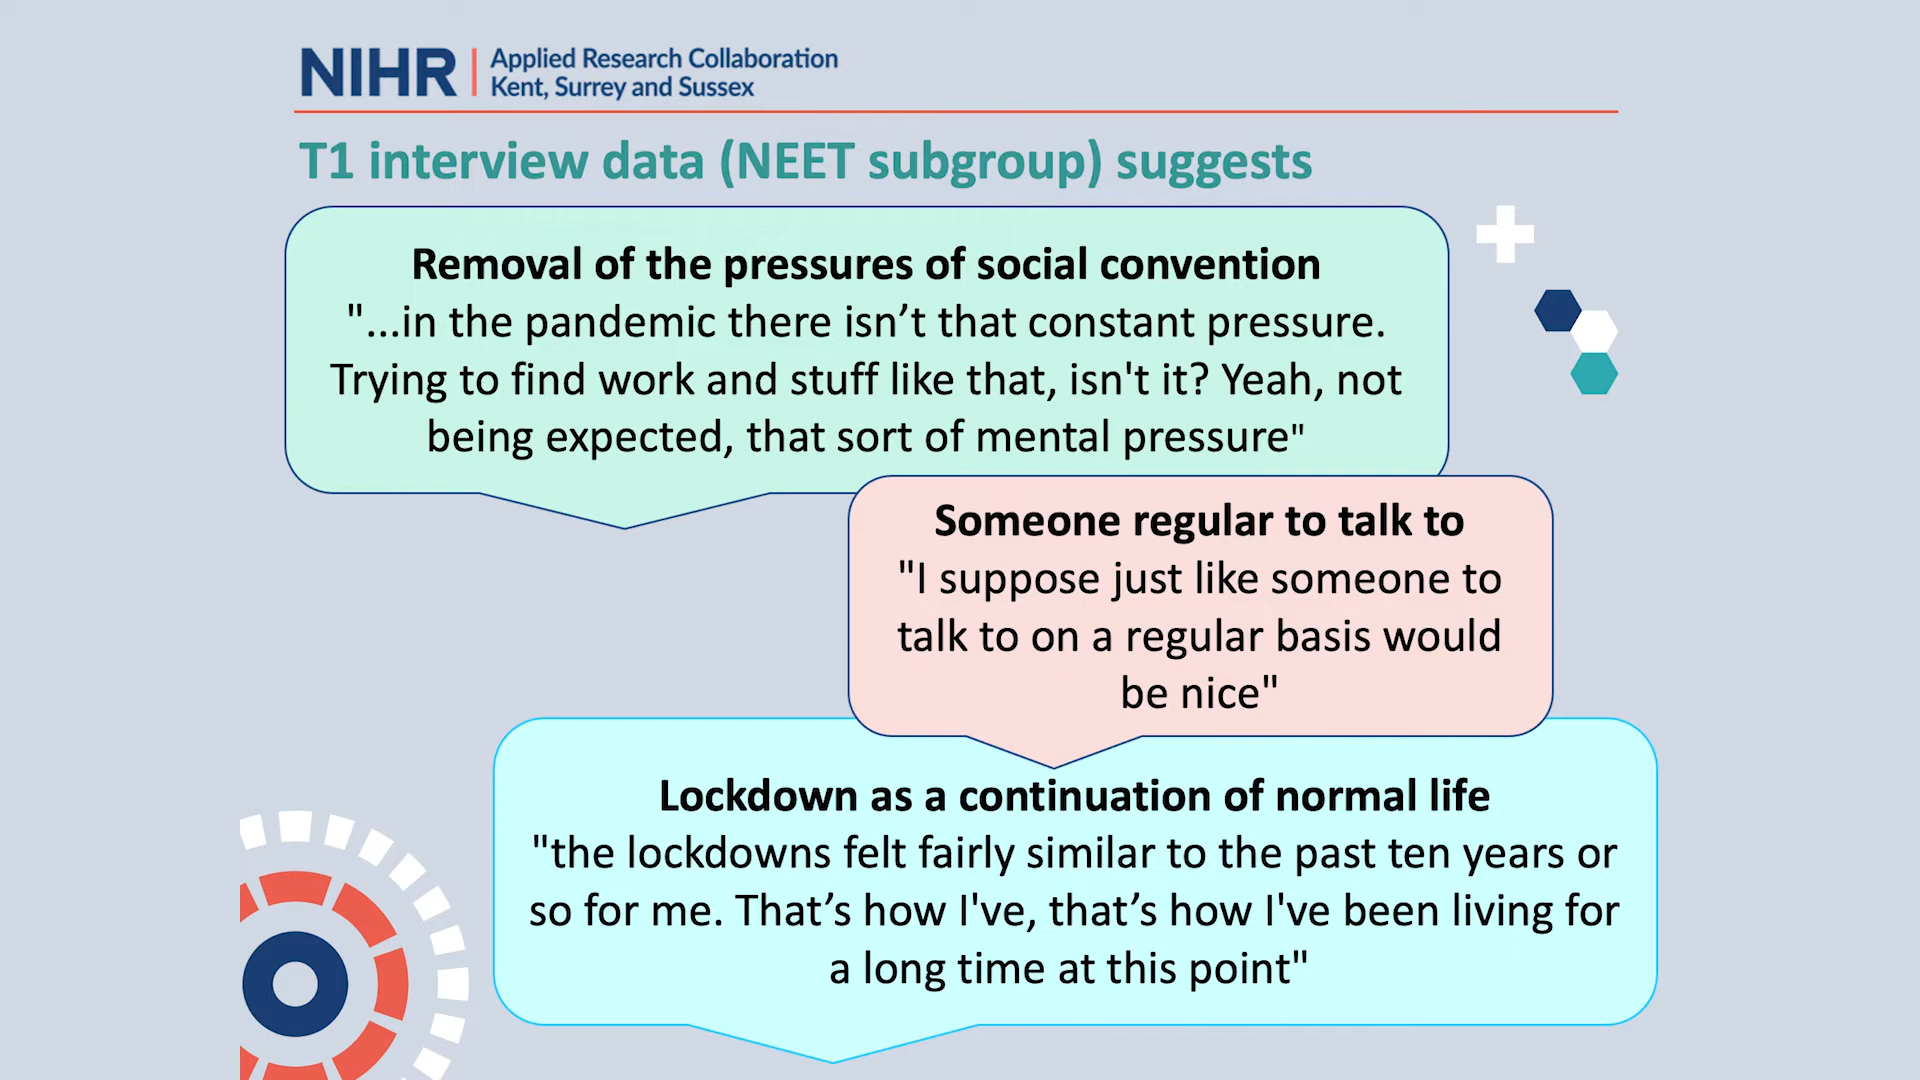 NIHR | Applied Research Collaboration
Kent, Surrey and Sussex
T1 interview data (NEET subgroup) suggests
Removal of the pressures of social convention
"...in the pandemic there isn’t that constant pressure.
Trying to find work and stuff like that, isn't it? Yeah, not
being expected, that sort of mental pressure"
Someone regular to talk to
"I suppose just like someone to
talk to on a regular basis would
be nice"
Lockdown as a continuation of normal life
"the lockdowns felt fairly similar to the past ten years or
so for me. That’s how I've, that’s how I've been living for
a long time at this point"